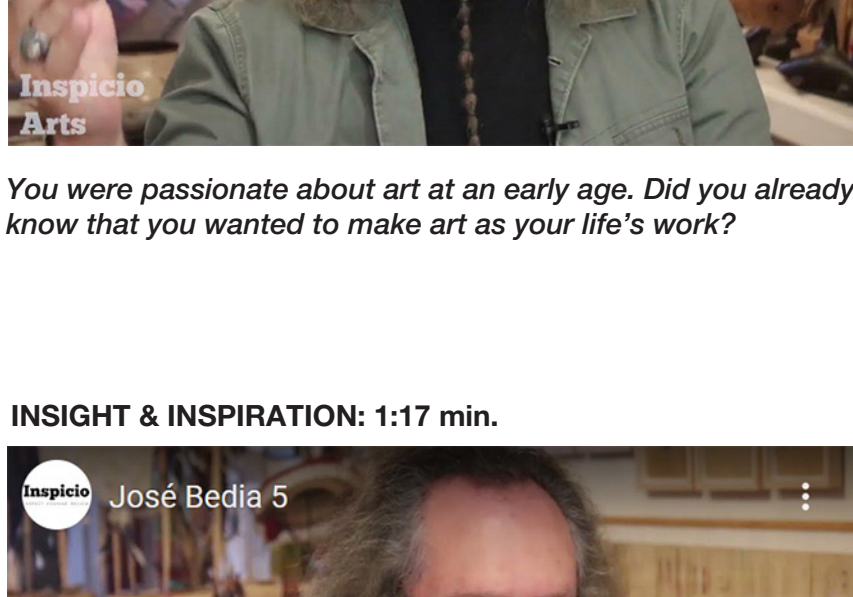 Inspicio
Arts
You were passionate about art at an early age. Did you already
know that you wanted to make art as your life's work?
INSIGHT & INSPIRATION: 1:17 min.
Inspicio
José Bedia 5